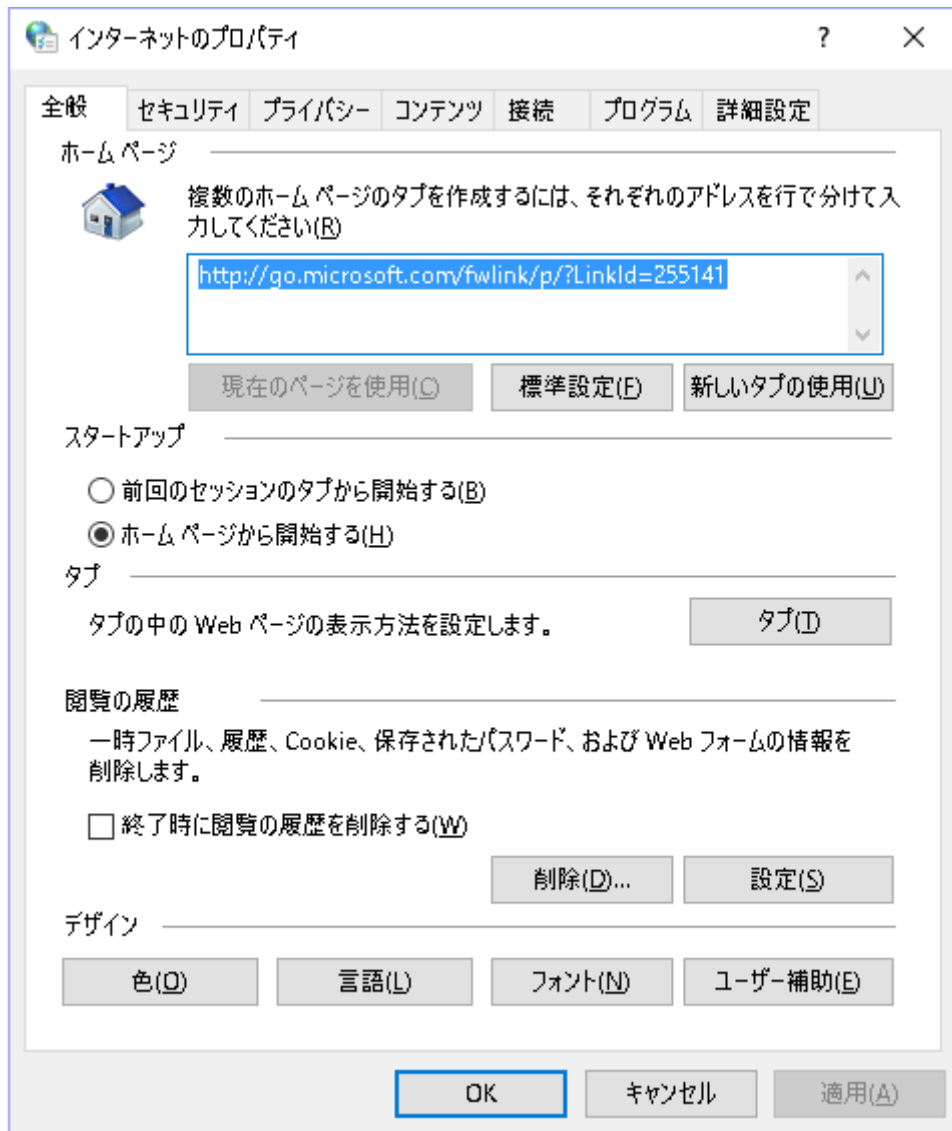 インターネットのプロパティ
?
全般 セキュリティ プライバシー コンテンツ 接続 プログラム 詳細設定
ホーム ページ
複数のホーム ページのタブを作成するには、それぞれのアドレスを行で分けて入
力してください(R)
http://go.microsoft.com/fwlink/p/?LinkId=255141
現在のページを使用(C) 標準設定(F) 新しいタブの使用(U)
スタートアップ
前回のセッションのタブから開始する(B)
ホーム ページから開始する(H)
タブ
タブの中の Web ページの表示方法を設定します。 タブ(T)
閲覧の履歴
一時ファイル、履歴、Cookie、保存されたパスワード、および Web フォームの情報を
削除します。
終了時に閲覧の履歴を削除する(W)
削除(D)... 設定(S)
デザイン
色(O) 言語(L) フォント(N) ユーザー補助(E)
OK キャンセル 適用(A)